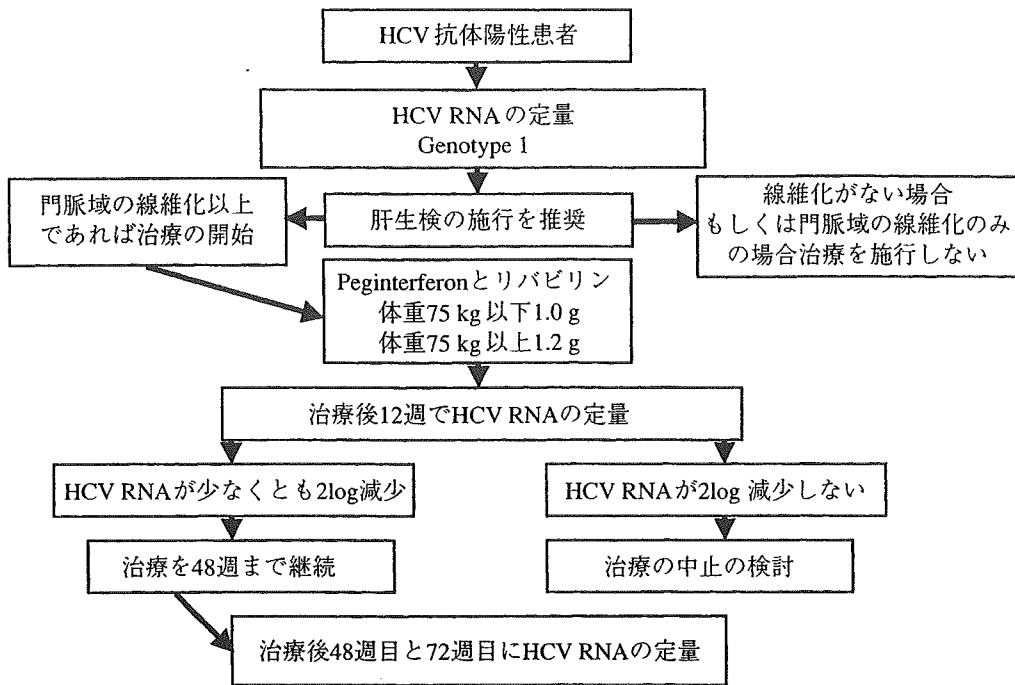 HCV 抗体陽性患者
HCV RNA の定量
Genotype 1
門脈域の線維化以上
であれば治療の開始
肝生検の施行を推奨
線維化がない場合
もしくは門脈域の線維化のみ
の場合治療を施行しない
Peginterferonとリバビリン
体重75 kg 以下1.0 g
体重75 kg 以上1.2 g
治療後12週でHCV RNAの定量
HCV RNAが少なくとも2log減少
HCV RNAが2log 減少しない
治療を48週まで継続
治療の中止の検討
治療後48週目と72週目にHCV RNAの定量